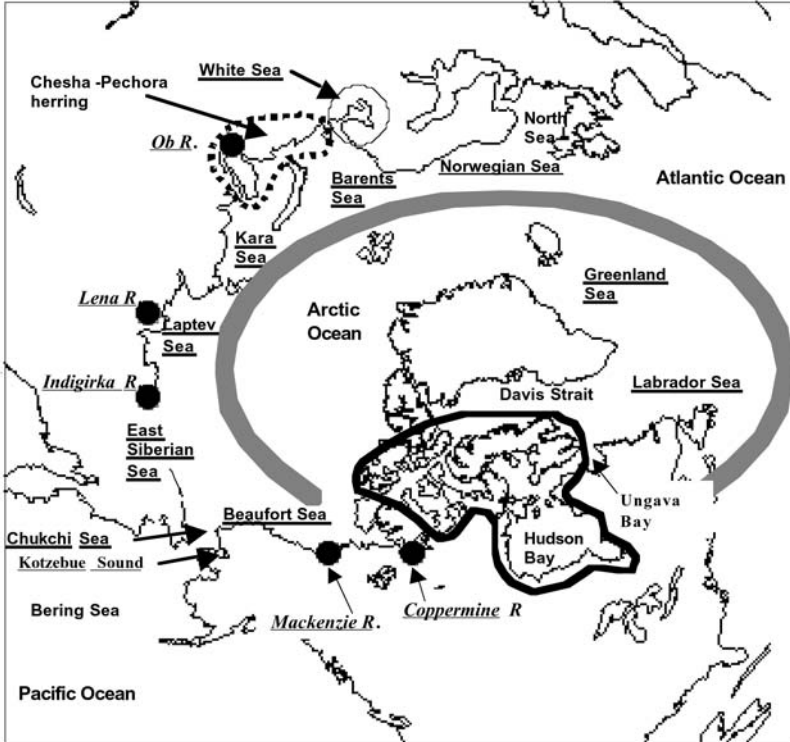 White Sea
Chesha -Pechora
herring
North
Sea
Ob R.
Norwegian Sea
Barents
Sea
Atlantic Ocean
Kara
Sea
Greenland
Sea
Lena R
Arctic
Ocean
Laptev
Sea
Indigirka R
Davis Strait
Labrador Sea
East
Siberian
Sea
Ungava
Bay
Beaufort Sea
Chukchi Sea
Hudson
Bay
Kotzebue Sound
Bering Sea
Mackenzie R.
Coppermine R
Pacific Ocean